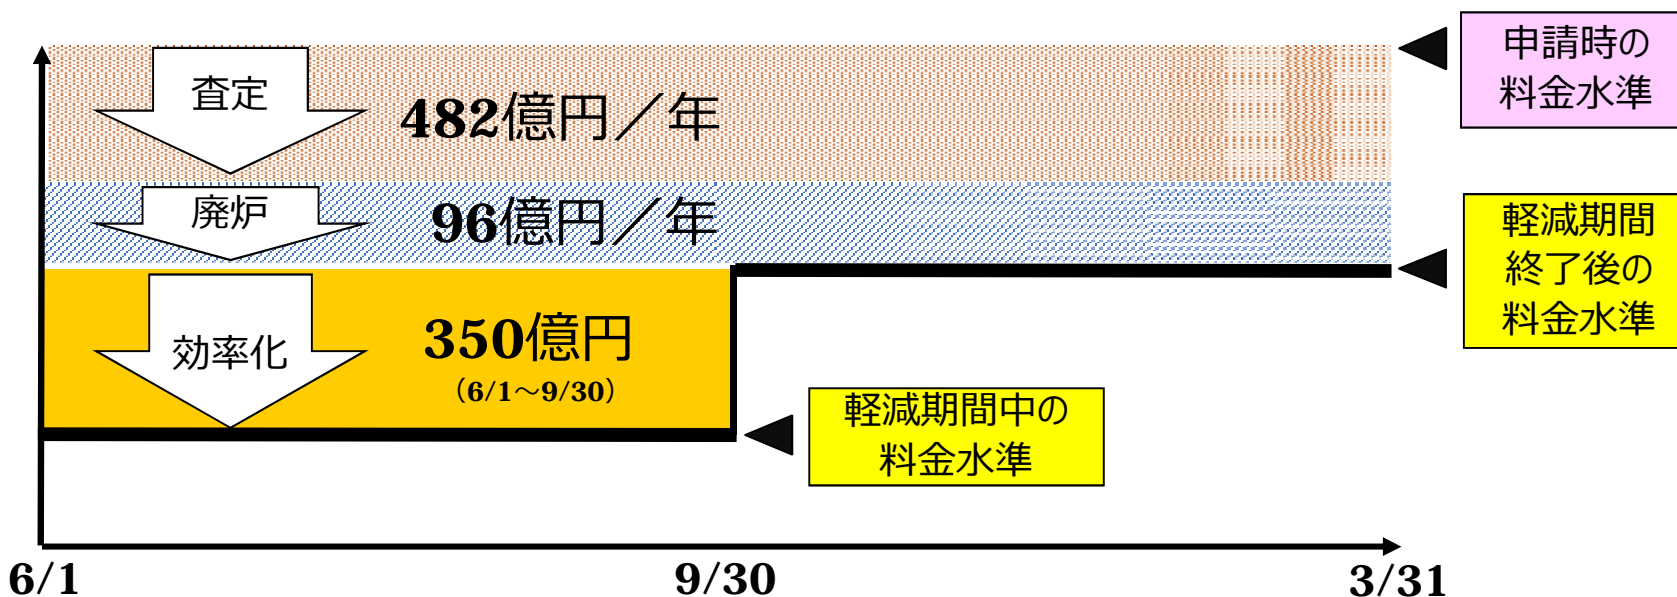 申請時の
料金水準
査定
482億円／年
廃炉
96億円／年
軽減期間
終了後の
料金水準
効率化
350億円
（6/1～9/30）
軽減期間中の
料金水準
6/1
9/30
3/31